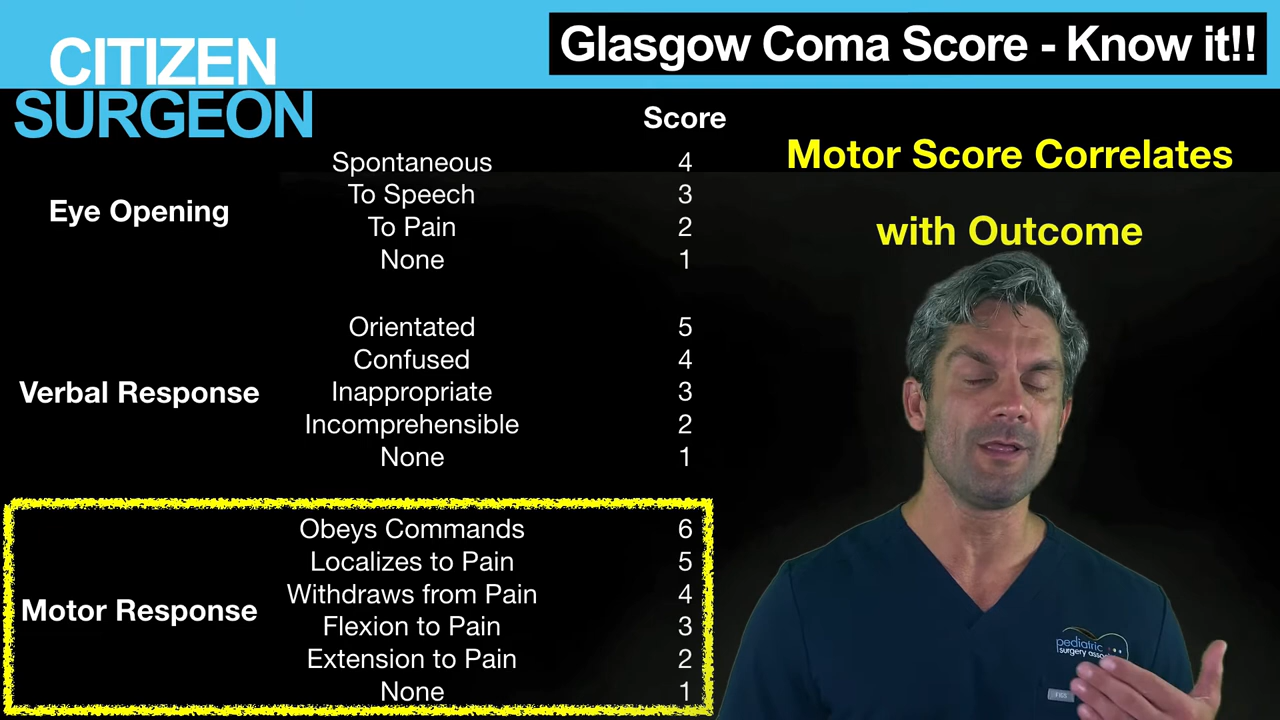 CITIZEN
SURGEON
Glasgow Coma Score - Know it!!
Score
Motor Score Correlates
with Outcome
Eye Opening
Spontaneous 4
To Speech 3
To Pain 2
None 1
Verbal Response
Orientated 5
Confused 4
Inappropriate 3
Incomprehensible 2
None 1
Motor Response
Obeys Commands 6
Localizes to Pain 5
Withdraws from Pain 4
Flexion to Pain 3
Extension to Pain 2
None 1
pediatric
surgery